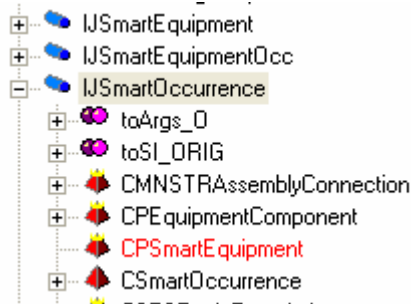 IJSmartEquipment
IJSmartEquipmentOcc
IJSmartOccurrence
toArgs_O
toSI_ORIG
CMNSTRAssemblyConnection
CPEquipmentComponent
CPSmartEquipment
CSmartOccurrence